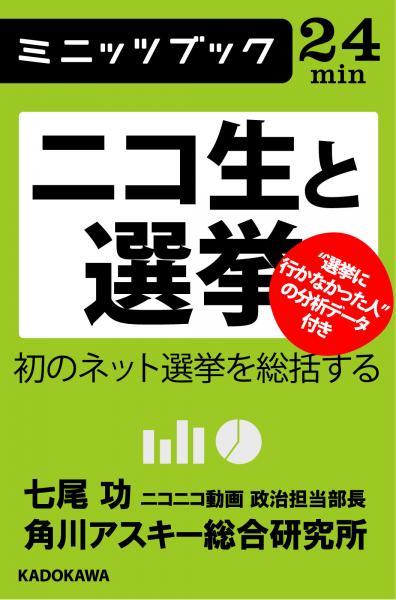 ミニッツブック
24
min
ニコ生と
選挙
"選挙に
行かなかった人"
の分析データ
付き
初のネット選挙を総括する
七尾 功 ニコニコ動画 政治担当部長
角川アスキー総合研究所
KADOKAWA